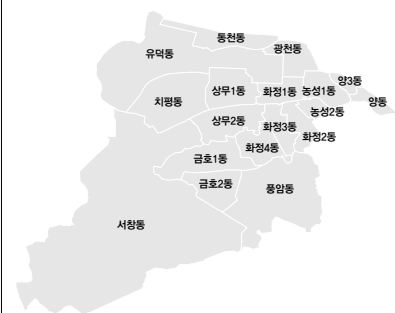 동천동
광천동
유덕동
양3동
치평동
상무1동
화정1동
농성1동
양동
농성2동
상무2동
화정3동
화정2동
화정4동
금호1동
금호2동
풍암동
서창동